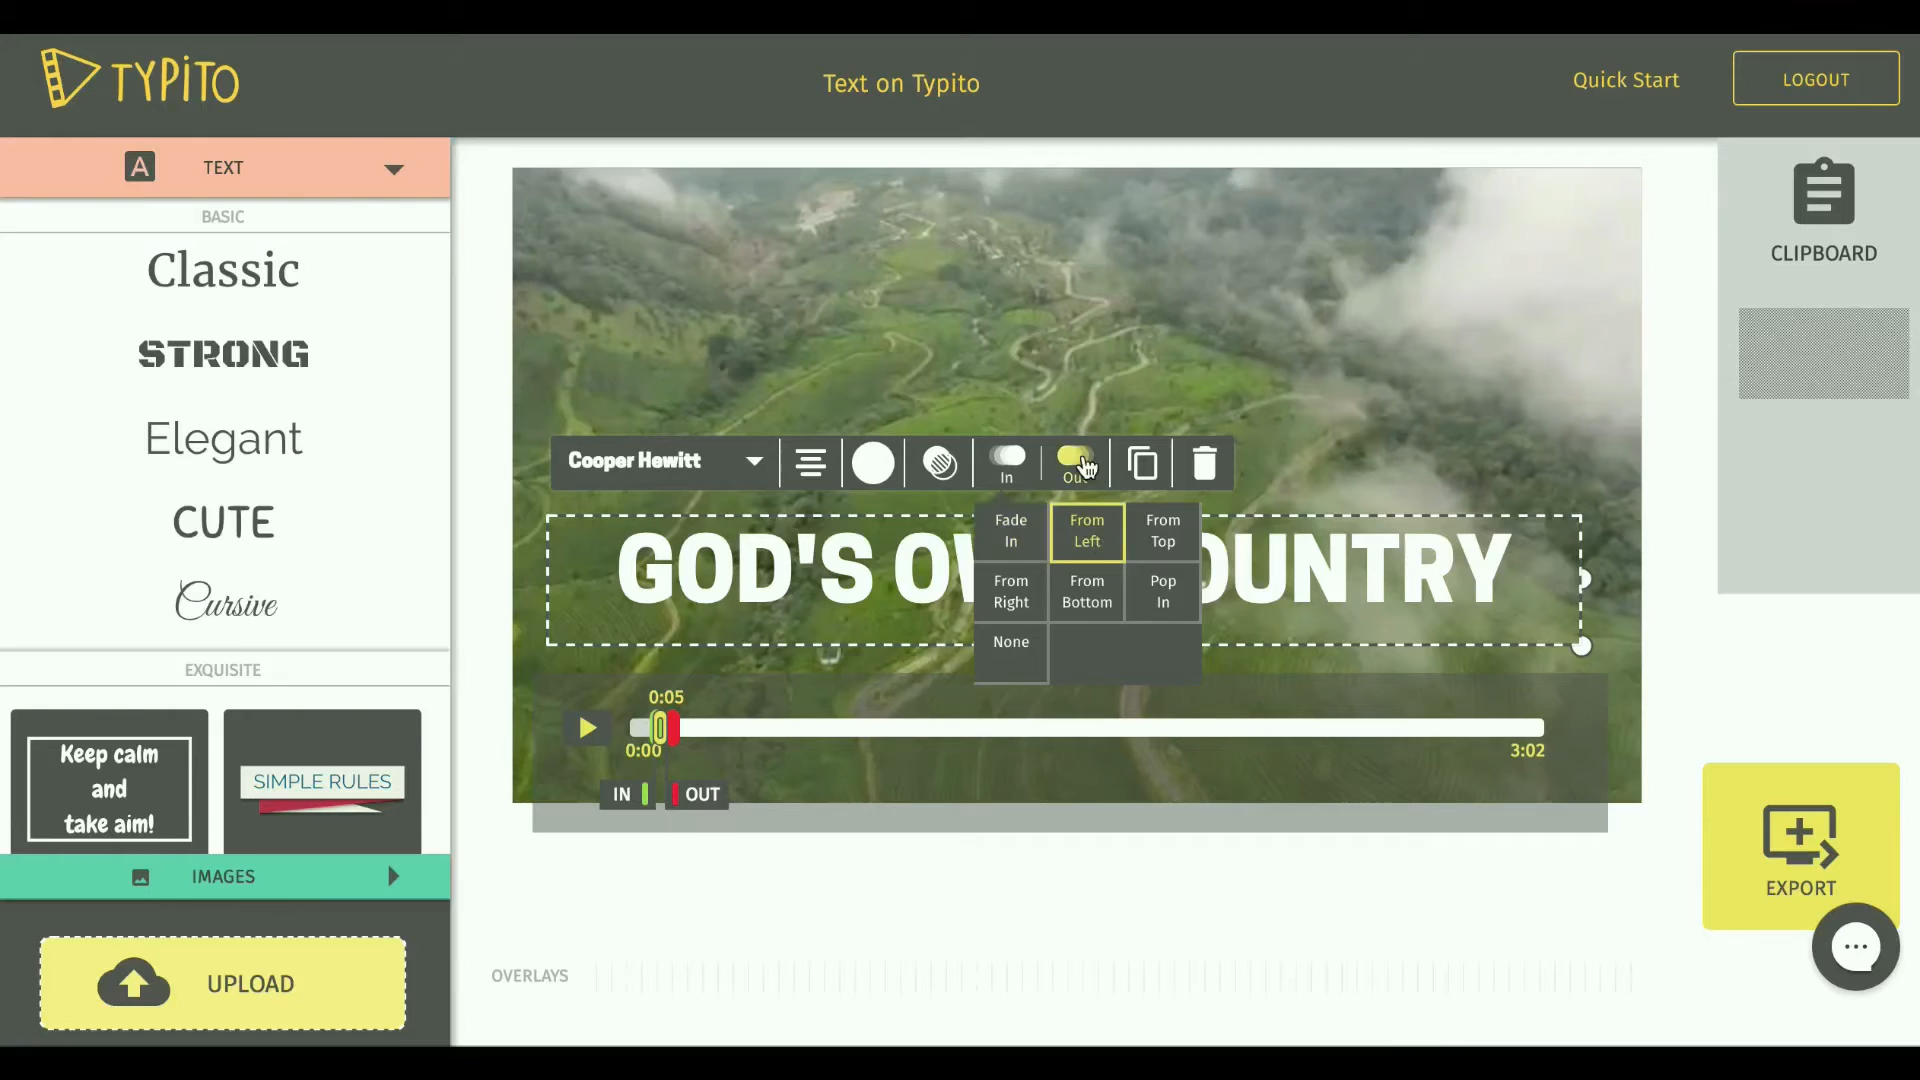 TYPiTO
Text on Typito
Quick Start
LOGOUT
A TEXT
BASIC
Classic
STRONG
Elegant
CUTE
Cursive
EXQUISITE
Keep calm
and
take aim!
SIMPLE RULES
IMAGES
UPLOAD
CLIPBOARD
Cooper Hewitt
In
Out
Fade
In
From
Left
From
Top
From
Right
From
Bottom
Pop
In
None
GOD'S OW OUNTRY
0:05
0:00
3:02
IN
OUT
EXPORT
OVERLAYS